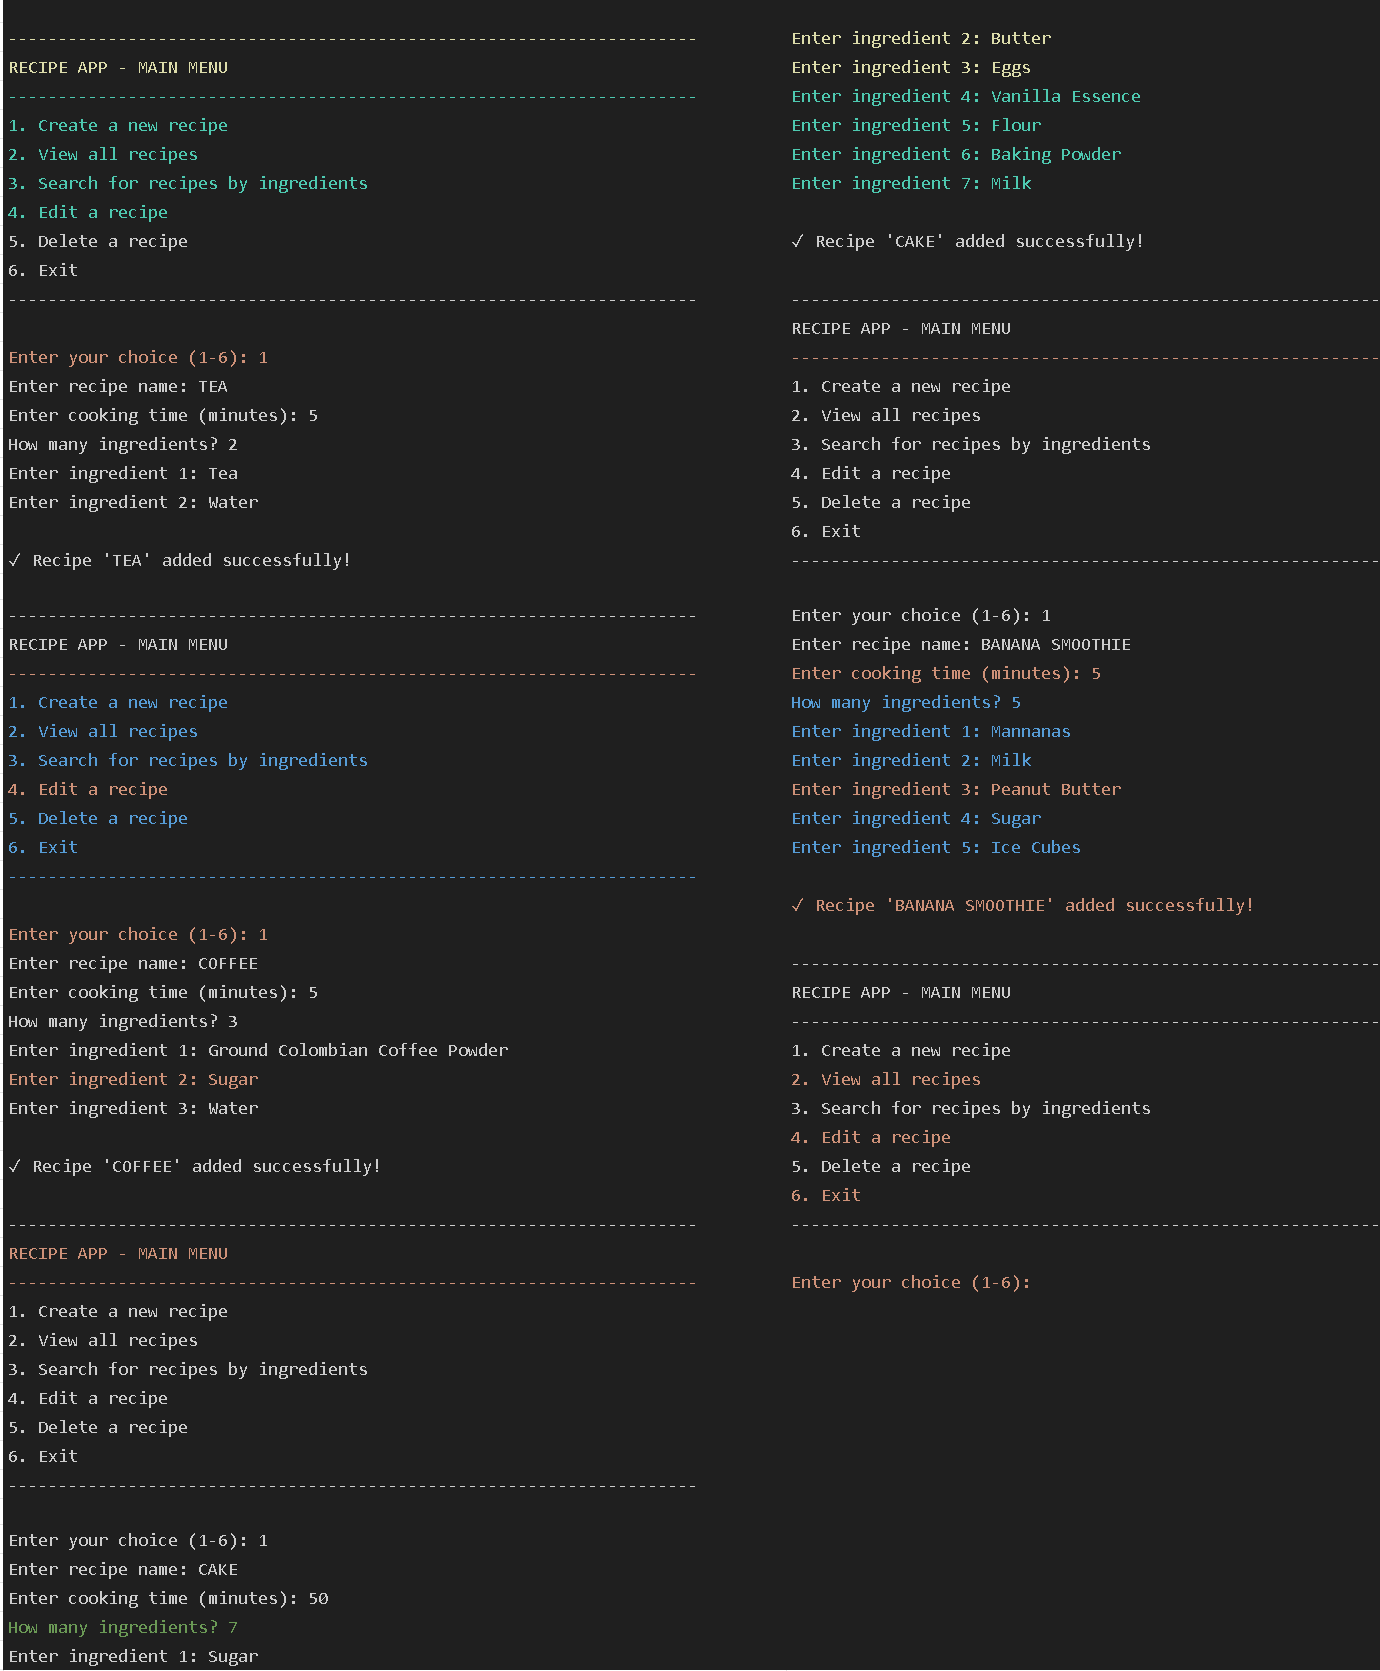 --------------------------------------------------------------------
RECIPE APP - MAIN MENU
--------------------------------------------------------------------
1. Create a new recipe
2. View all recipes
3. Search for recipes by ingredients
4. Edit a recipe
5. Delete a recipe
6. Exit
--------------------------------------------------------------------
Enter your choice (1-6): 1
Enter recipe name: TEA
Enter cooking time (minutes): 5
How many ingredients? 2
Enter ingredient 1: Tea
Enter ingredient 2: Water
✓ Recipe 'TEA' added successfully!
--------------------------------------------------------------------
RECIPE APP - MAIN MENU
--------------------------------------------------------------------
1. Create a new recipe
2. View all recipes
3. Search for recipes by ingredients
4. Edit a recipe
5. Delete a recipe
6. Exit
--------------------------------------------------------------------
Enter your choice (1-6): 1
Enter recipe name: COFFEE
Enter cooking time (minutes): 5
How many ingredients? 3
Enter ingredient 1: Ground Colombian Coffee Powder
Enter ingredient 2: Sugar
Enter ingredient 3: Water
✓ Recipe 'COFFEE' added successfully!
--------------------------------------------------------------------
RECIPE APP - MAIN MENU
--------------------------------------------------------------------
1. Create a new recipe
2. View all recipes
3. Search for recipes by ingredients
4. Edit a recipe
5. Delete a recipe
6. Exit
--------------------------------------------------------------------
Enter your choice (1-6): 1
Enter recipe name: CAKE
Enter cooking time (minutes): 50
How many ingredients? 7
Enter ingredient 1: Sugar
Enter ingredient 2: Butter
Enter ingredient 3: Eggs
Enter ingredient 4: Vanilla Essence
Enter ingredient 5: Flour
Enter ingredient 6: Baking Powder
Enter ingredient 7: Milk
✓ Recipe 'CAKE' added successfully!
-----------------------------------------------------------
RECIPE APP - MAIN MENU
-----------------------------------------------------------
1. Create a new recipe
2. View all recipes
3. Search for recipes by ingredients
4. Edit a recipe
5. Delete a recipe
6. Exit
-----------------------------------------------------------
Enter your choice (1-6): 1
Enter recipe name: BANANA SMOOTHIE
Enter cooking time (minutes): 5
How many ingredients? 5
Enter ingredient 1: Mannanas
Enter ingredient 2: Milk
Enter ingredient 3: Peanut Butter
Enter ingredient 4: Sugar
Enter ingredient 5: Ice Cubes
✓ Recipe 'BANANA SMOOTHIE' added successfully!
-----------------------------------------------------------
RECIPE APP - MAIN MENU
-----------------------------------------------------------
1. Create a new recipe
2. View all recipes
3. Search for recipes by ingredients
4. Edit a recipe
5. Delete a recipe
6. Exit
-----------------------------------------------------------
Enter your choice (1-6):